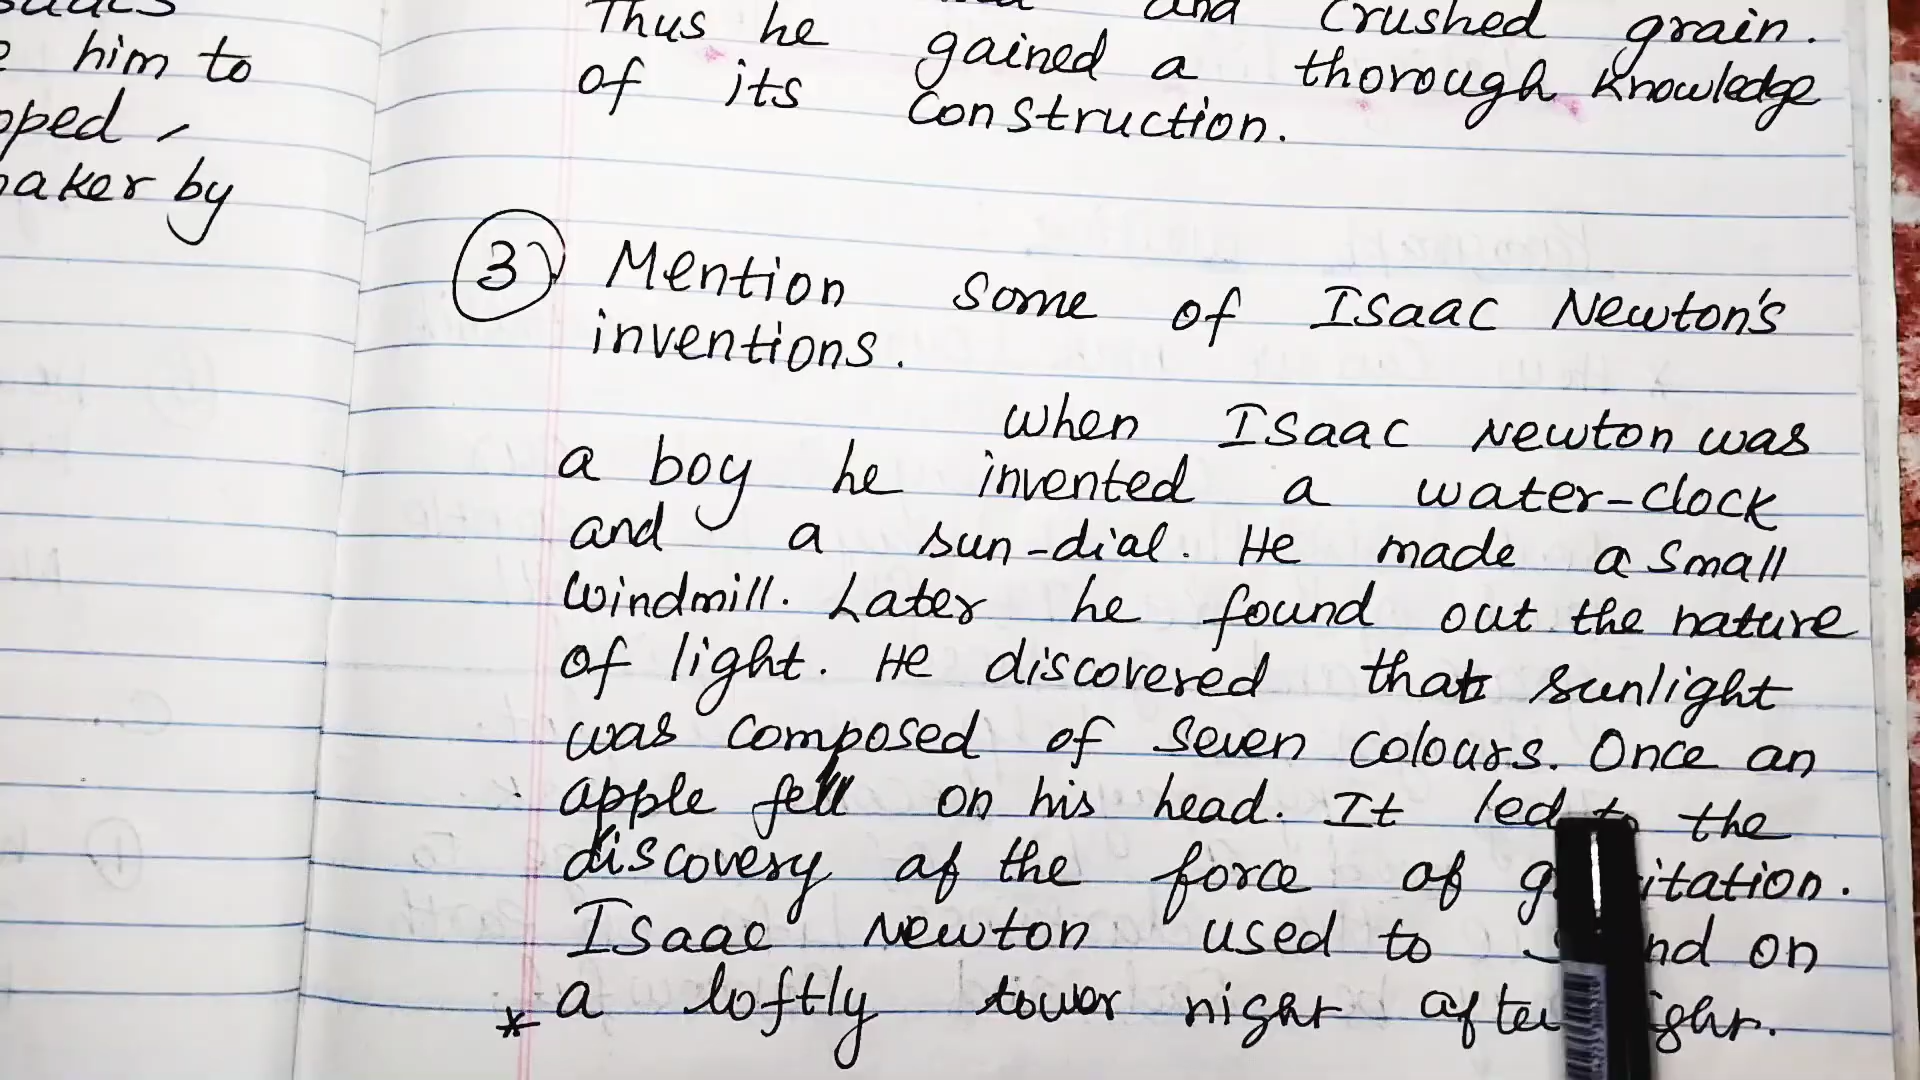 him to
by
and crushed grain.
Thus he gained a thorough knowledge
of its construction.
3 Mention some of Isaac Newton's
inventions.
When Isaac Newton was
a boy he invented a water-clock
and a sun-dial. He made a small
windmill. Later he found out the nature
of light. He discovered that sunlight
was composed of seven colours. Once an
apple fell on his head. It led to the
discovery of the force of
Isaac Newton used to on
* a loftly tower night